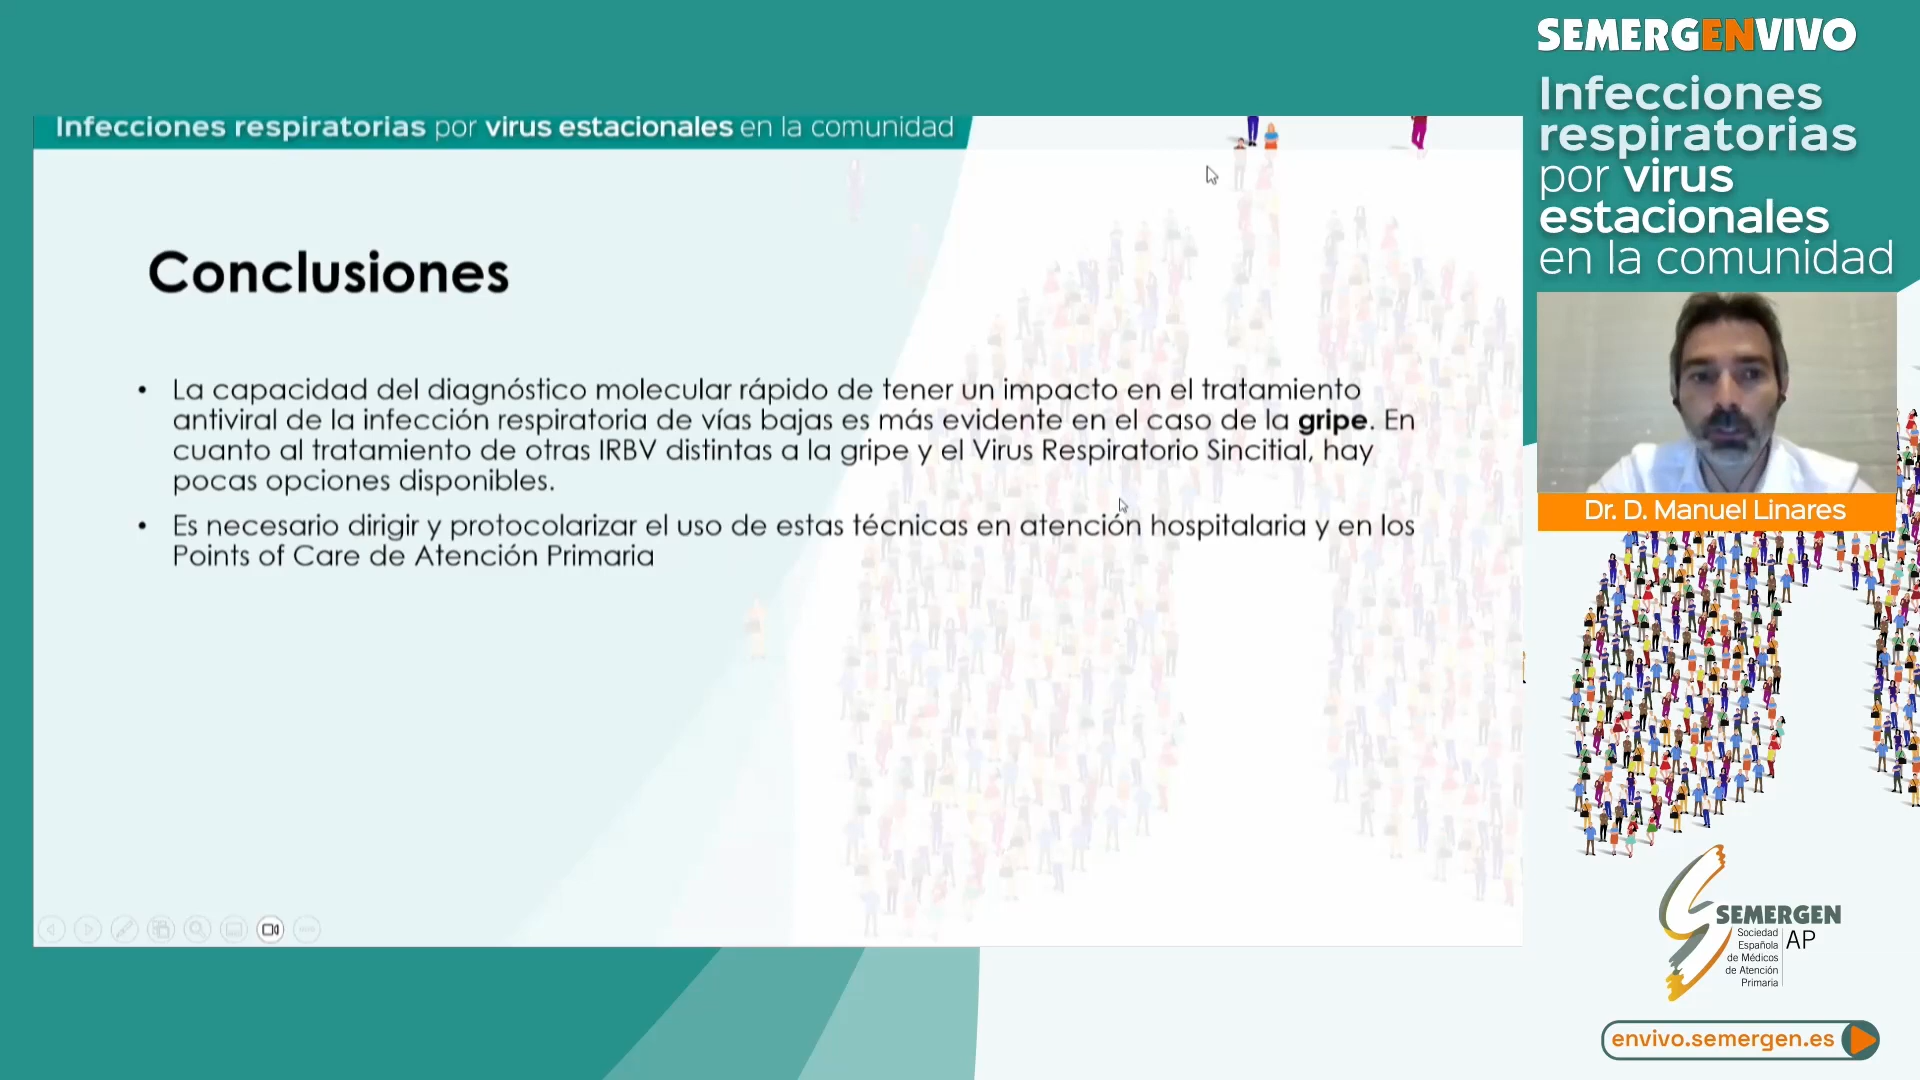 SEMERGENVIVO
Infecciones
respiratorias
por virus
estacionales
en la comunidad
Infecciones respiratorias por virus estacionales en la comunidad
Conclusiones
• La capacidad del diagnóstico molecular rápido de tener un impacto en el tratamiento
antiviral de la infección respiratoria de vías bajas es más evidente en el caso de la gripe. En
cuanto al tratamiento de otras IRBV distintas a la gripe y el Virus Respiratorio Sincitial, hay
pocas opciones disponibles.
• Es necesario dirigir y protocolarizar el uso de estas técnicas en atención hospitalaria y en los
Points of Care de Atención Primaria
Dr. D. Manuel Linares
SEMERGEN
Sociedad
Española
de Médicos
de Atención
Primaria
AP
envivo.semergen.es